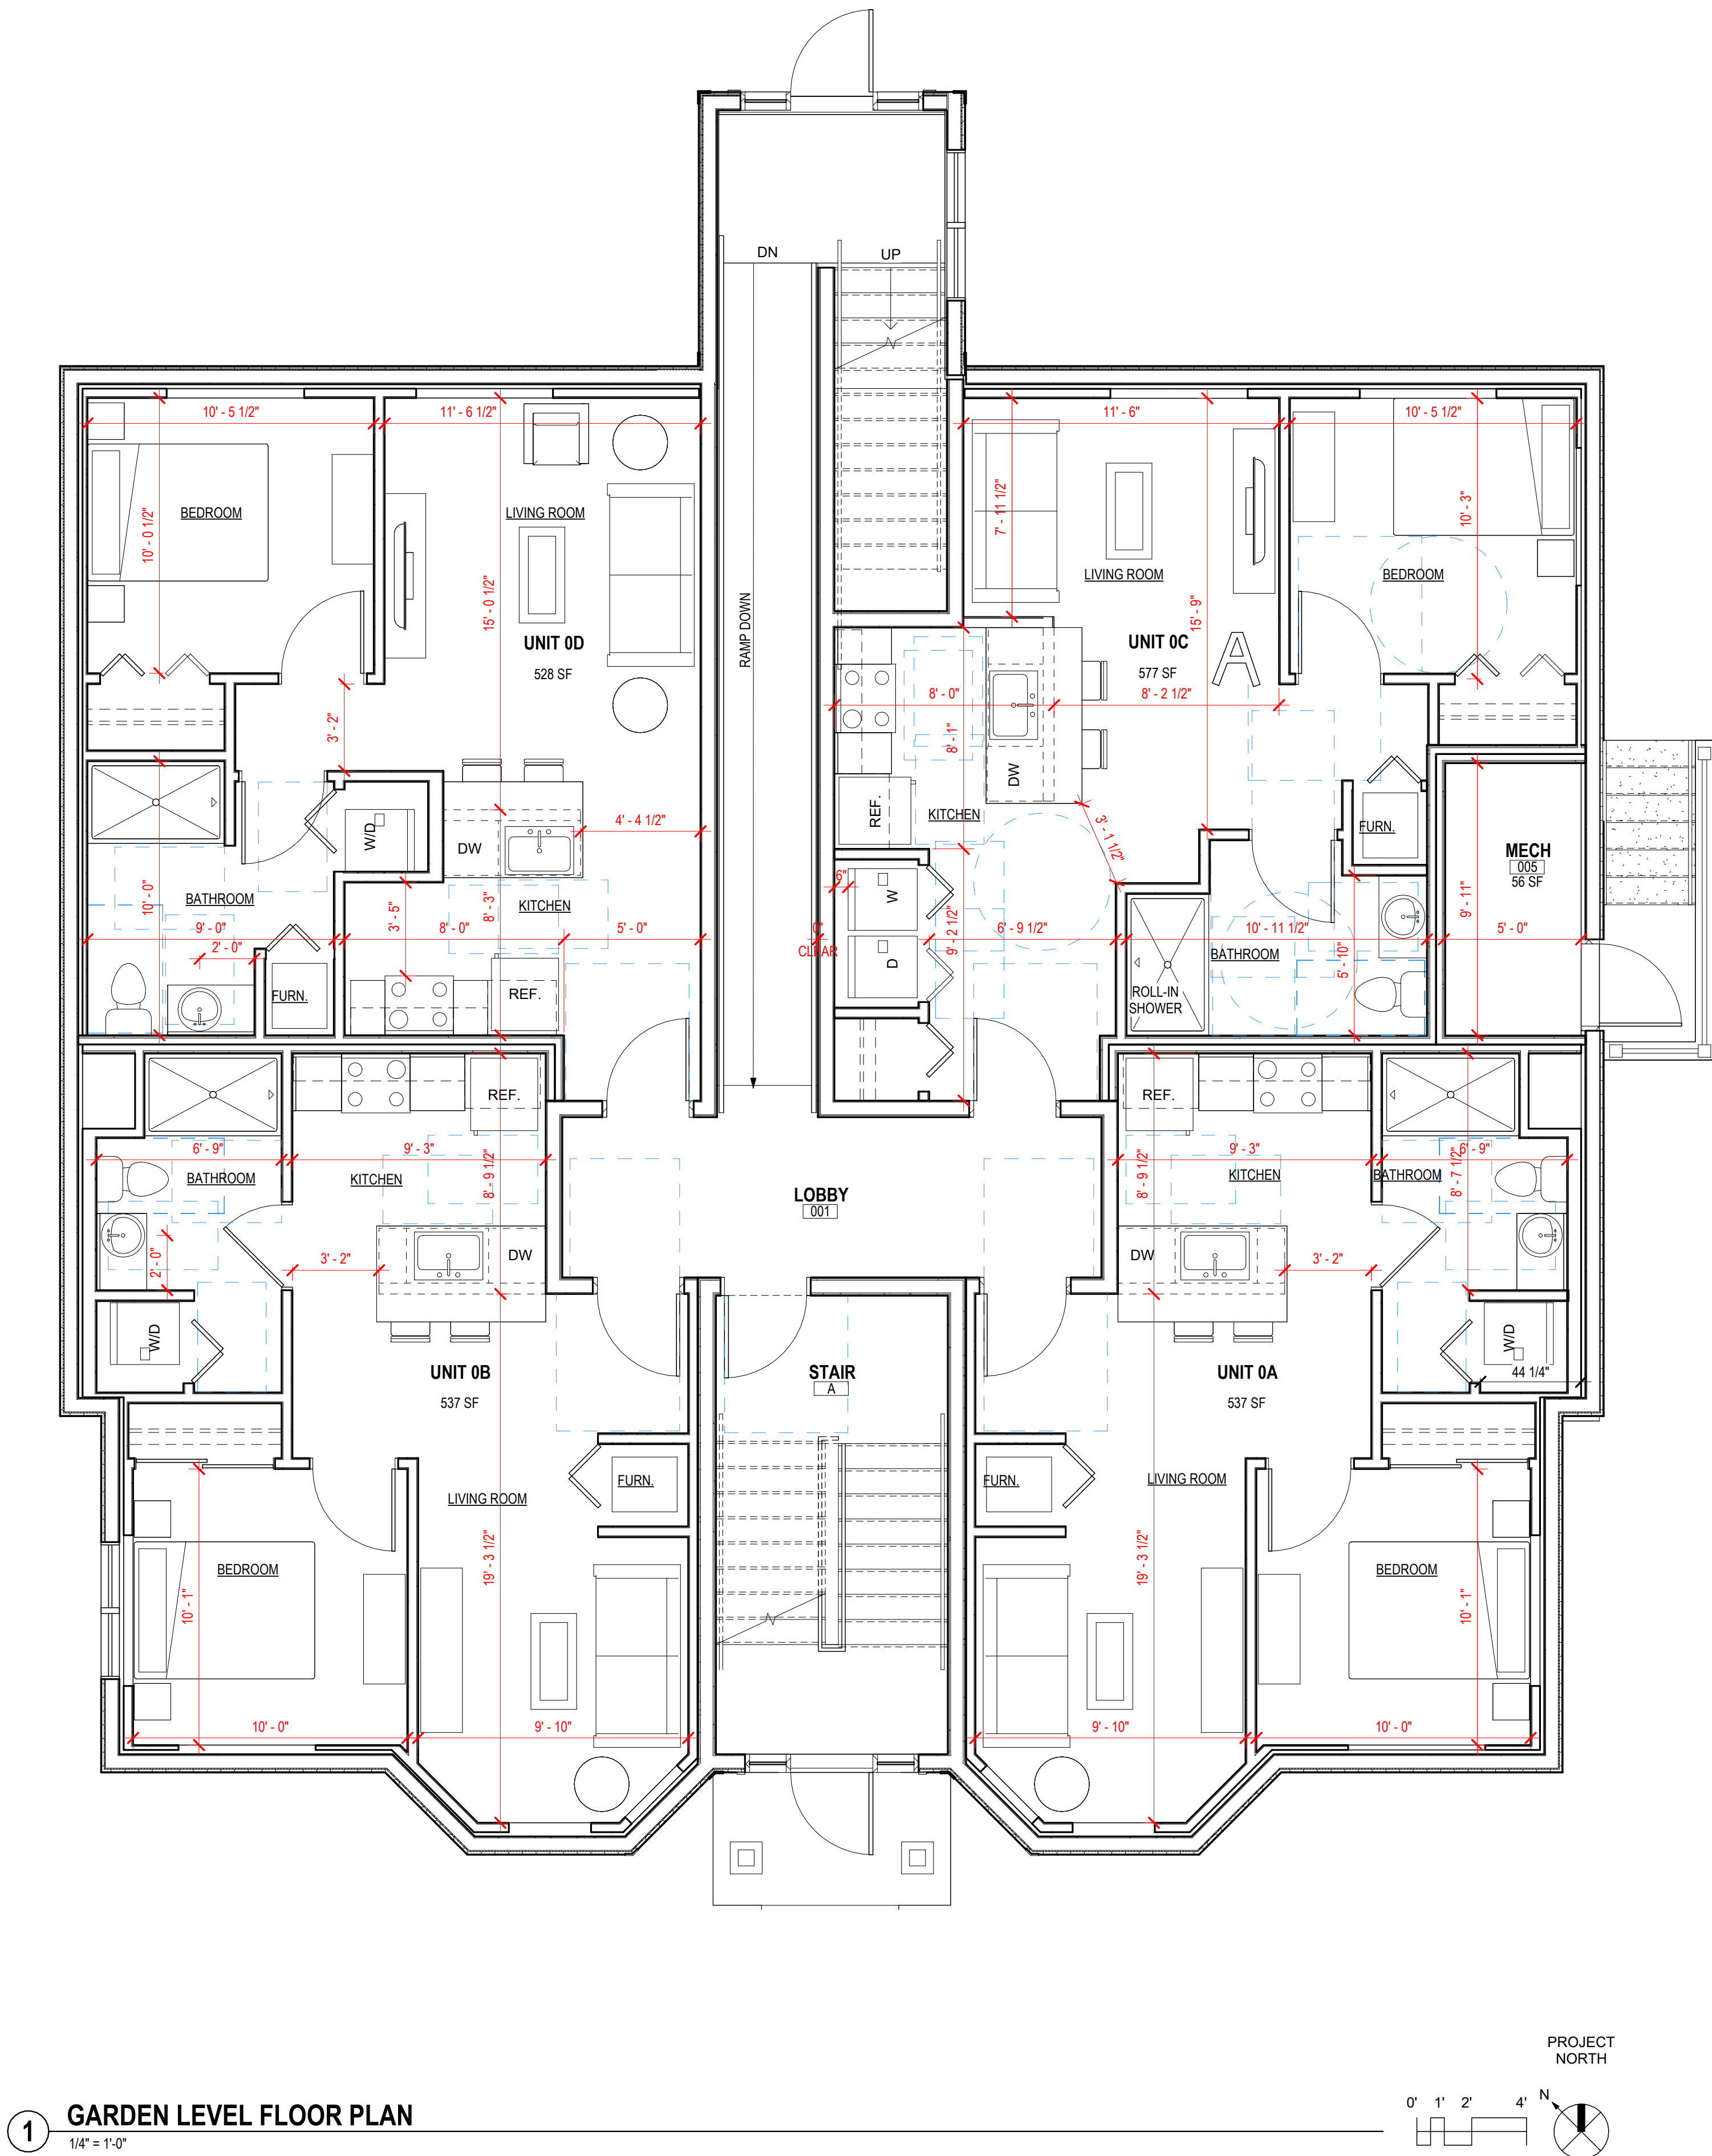 DN
UP
10' - 5 1/2"
11' - 6 1/2"
11' - 6"
10' - 5 1/2"
BEDROOM
LIVING ROOM
10' - 0 1/2"
15' - 0 1/2"
7' - 11 1/2"
10' - 3"
LIVING ROOM
BEDROOM
RAMP DOWN
15' - 9"
UNIT 0D
528 SF
UNIT 0C
577 SF
A
8' - 0"
8' - 2 1/2"
3' - 2"
8' - 1"
DW
REF.
KITCHEN
W/D
DW
4' - 4 1/2"
3' - 1 1/2"
FURN.
MECH
005
56 SF
10' - 0"
BATHROOM
9' - 0"
2' - 0"
3' - 5"
8' - 3"
KITCHEN
8' - 0"
5' - 0"
6"
W
0"
CLEAR
D
9' - 2 1/2"
6' - 9 1/2"
10' - 11 1/2"
BATHROOM
5' - 10"
9' - 11"
5' - 0"
FURN.
REF.
ROLL-IN
SHOWER
REF.
REF.
6' - 9"
9' - 3"
9' - 3"
6' - 9"
BATHROOM
KITCHEN
8' - 9 1/2"
8' - 9 1/2"
KITCHEN
BATHROOM
8' - 7 1/2"
LOBBY
001
2' - 0"
3' - 2"
DW
DW
3' - 2"
W/D
W/D
UNIT 0B
537 SF
STAIR
A
UNIT 0A
537 SF
44 1/4"
FURN.
FURN.
LIVING ROOM
LIVING ROOM
BEDROOM
10' - 1"
19' - 3 1/2"
19' - 3 1/2"
BEDROOM
10' - 1"
10' - 0"
9' - 10"
9' - 10"
10' - 0"
PROJECT
NORTH
N
0' 1' 2' 4'
1
GARDEN LEVEL FLOOR PLAN
1/4" = 1'-0"